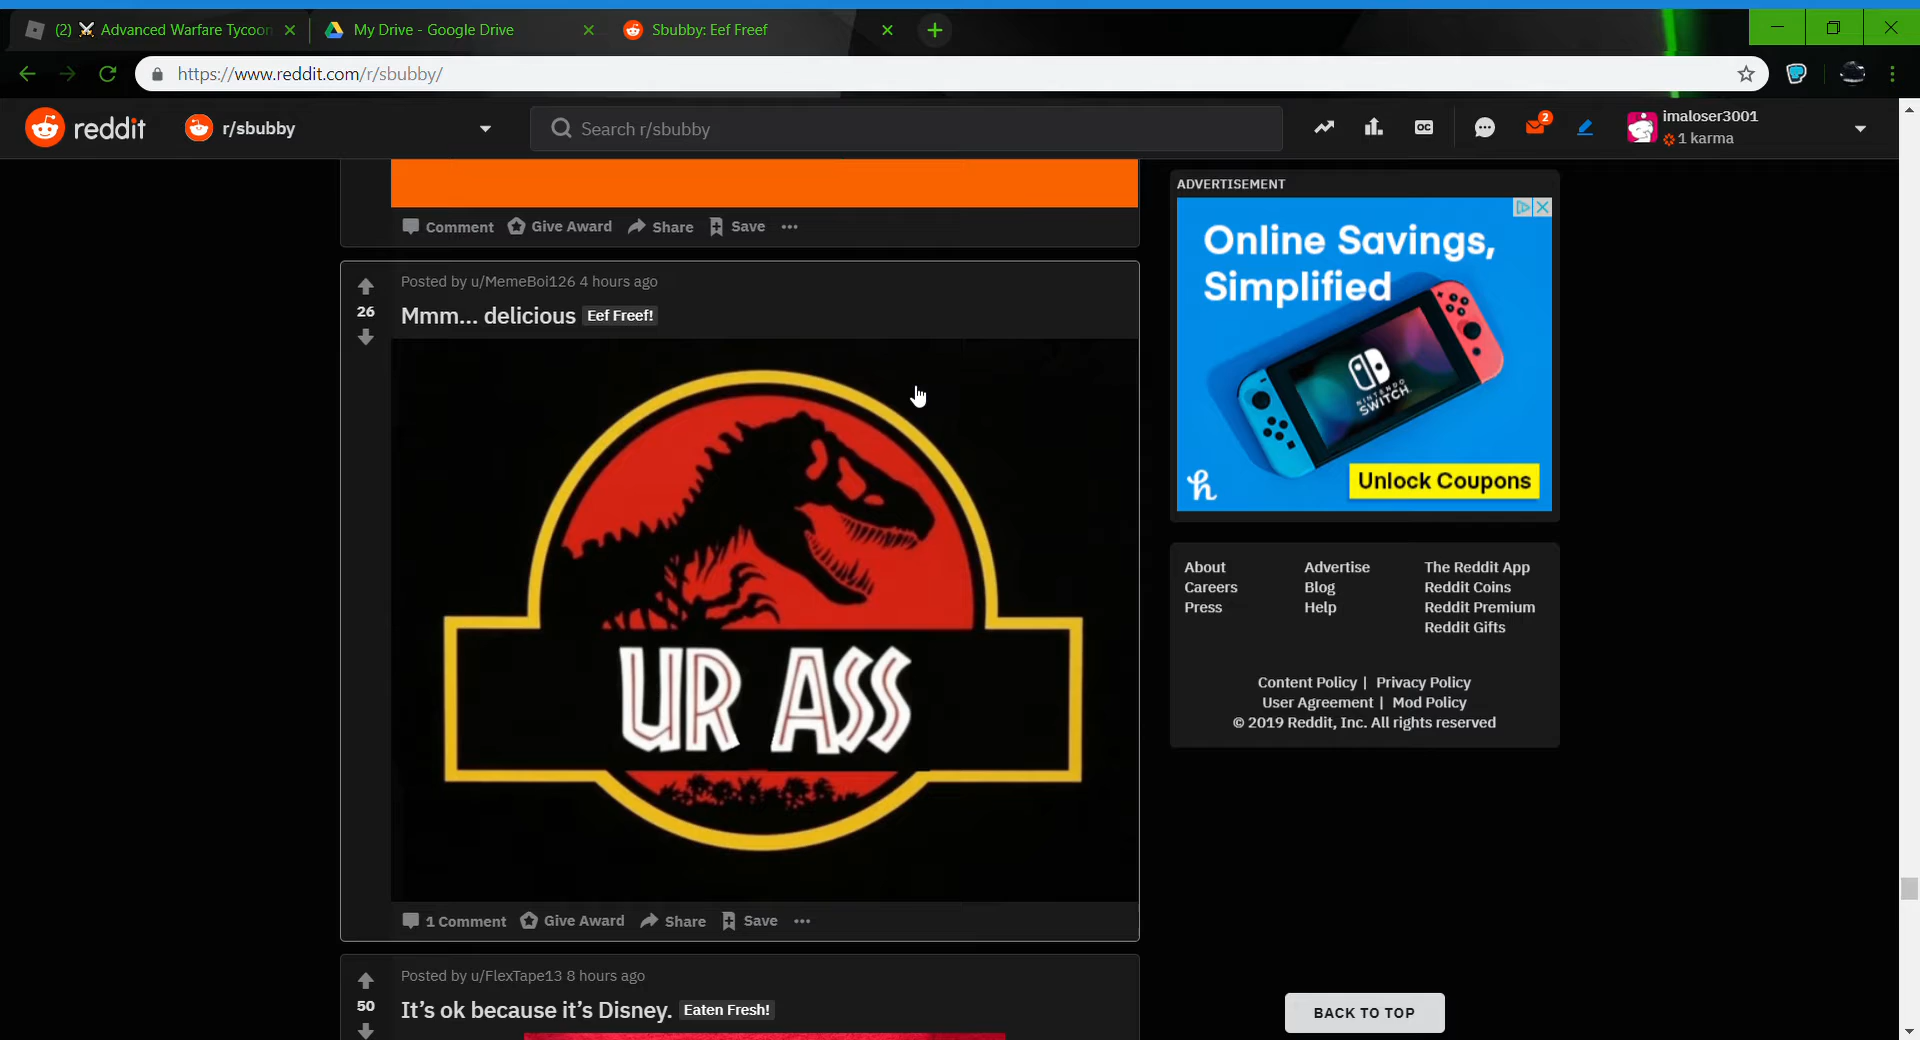 (2) ⚔ Advanced Warfare Tycoon
My Drive - Google Drive
Sbubby: Eef Freef
https://www.reddit.com/r/sbubby/
reddit
r/sbubby
Search r/sbubby
OC
2
imaloser3001
1 karma
Comment
Give Award
Share
Save
Posted by u/MemeBoi126 4 hours ago
26
Mmm... delicious
Eef Freef!
UR ASS
1 Comment
Give Award
Share
Save
Posted by u/FlexTape13 8 hours ago
50
It's ok because it's Disney.
Eaten Fresh!
ADVERTISEMENT
Online Savings,
Simplified
NINTENDO
SWITCH
h
Unlock Coupons
About
Advertise
The Reddit App
Careers
Blog
Reddit Coins
Press
Help
Reddit Premium
Reddit Gifts
Content Policy | Privacy Policy
User Agreement | Mod Policy
© 2019 Reddit, Inc. All rights reserved
BACK TO TOP